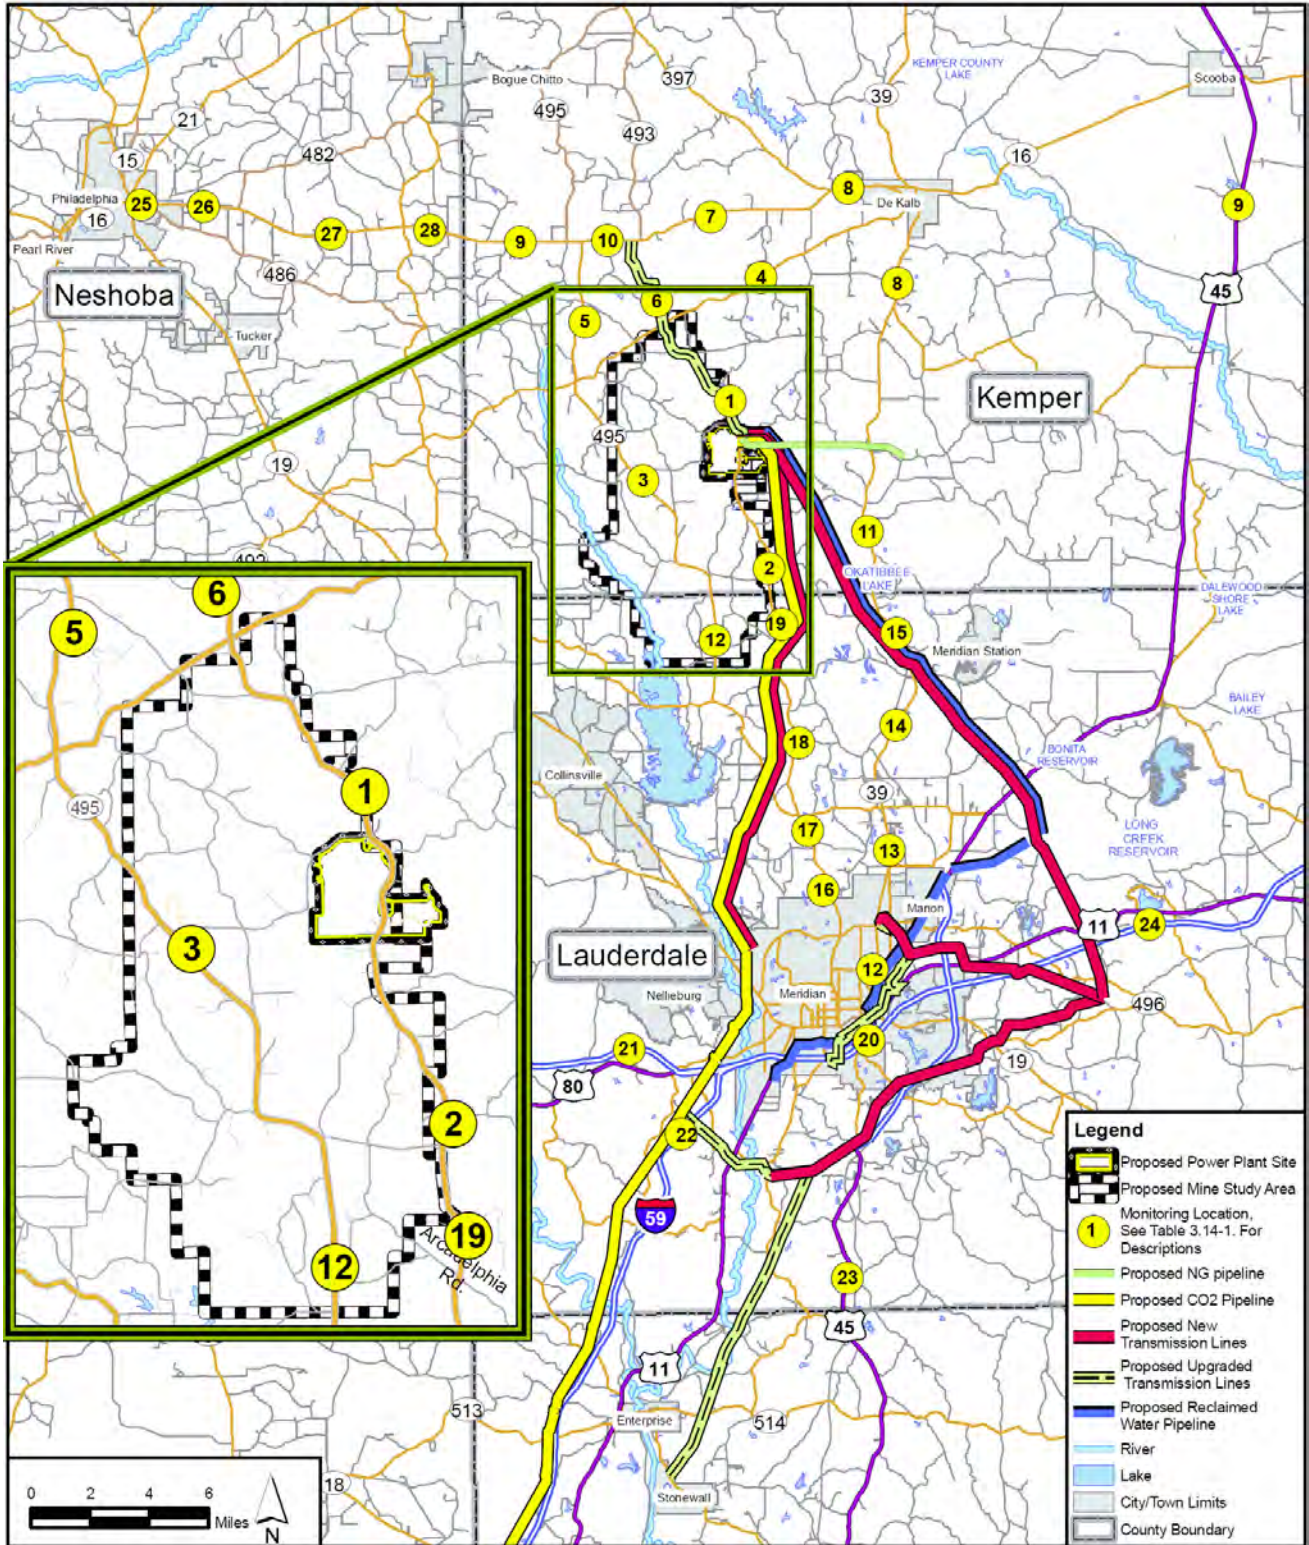 KEMPER COUNTY
LAKE
Scooba
Bogue Chitto
397
39
495
493
21
15
482
16
Philadelphia
25
26
16
8
De Kalb
9
7
27
28
9
10
Pearl River
486
4
8
45
Neshoba
6
Tucker
5
Kemper
1
495
19
3
11
492
2
OKATIBBEE
LAKE
DALEWOOD
SHORE
LAKE
19
15
12
Meridian Station
BAILEY
LAKE
14
18
BONITA
RESERVOIR
Collinsville
39
17
13
LONG
CREEK
RESERVOIR
16
Marion
11
24
Lauderdale
12
Nellieburg
Meridian
496
20
21
19
80
22
59
23
45
11
Enterprise
513
514
18
Stonewall
6
5
1
495
3
2
19
Arcadelphia
Rd.
12
0 2 4 6
Miles
N
Legend
Proposed Power Plant Site
Proposed Mine Study Area
1
Monitoring Location,
See Table 3.14-1. For
Descriptions
Proposed NG pipeline
Proposed CO2 Pipeline
Proposed New
Transmission Lines
Proposed Upgraded
Transmission Lines
Proposed Reclaimed
Water Pipeline
River
Lake
City/Town Limits
County Boundary